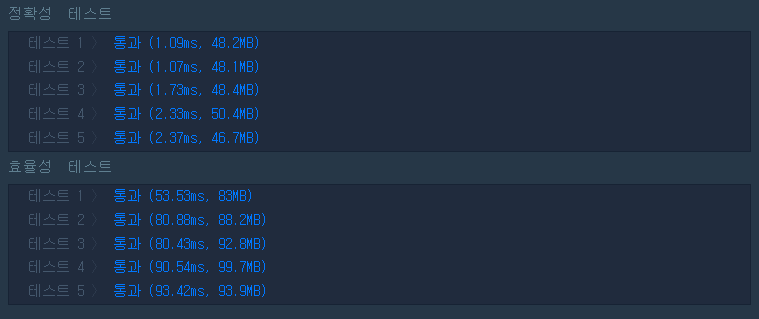 정확성 테스트
테스트 1 〉 통과 (1.09ms, 48.2MB)
테스트 2 〉 통과 (1.07ms, 48.1MB)
테스트 3 〉 통과 (1.73ms, 48.4MB)
테스트 4 〉 통과 (2.33ms, 50.4MB)
테스트 5 〉 통과 (2.37ms, 46.7MB)
효율성 테스트
테스트 1 〉 통과 (53.53ms, 83MB)
테스트 2 〉 통과 (80.88ms, 88.2MB)
테스트 3 〉 통과 (80.43ms, 92.8MB)
테스트 4 〉 통과 (90.54ms, 99.7MB)
테스트 5 〉 통과 (93.42ms, 93.9MB)